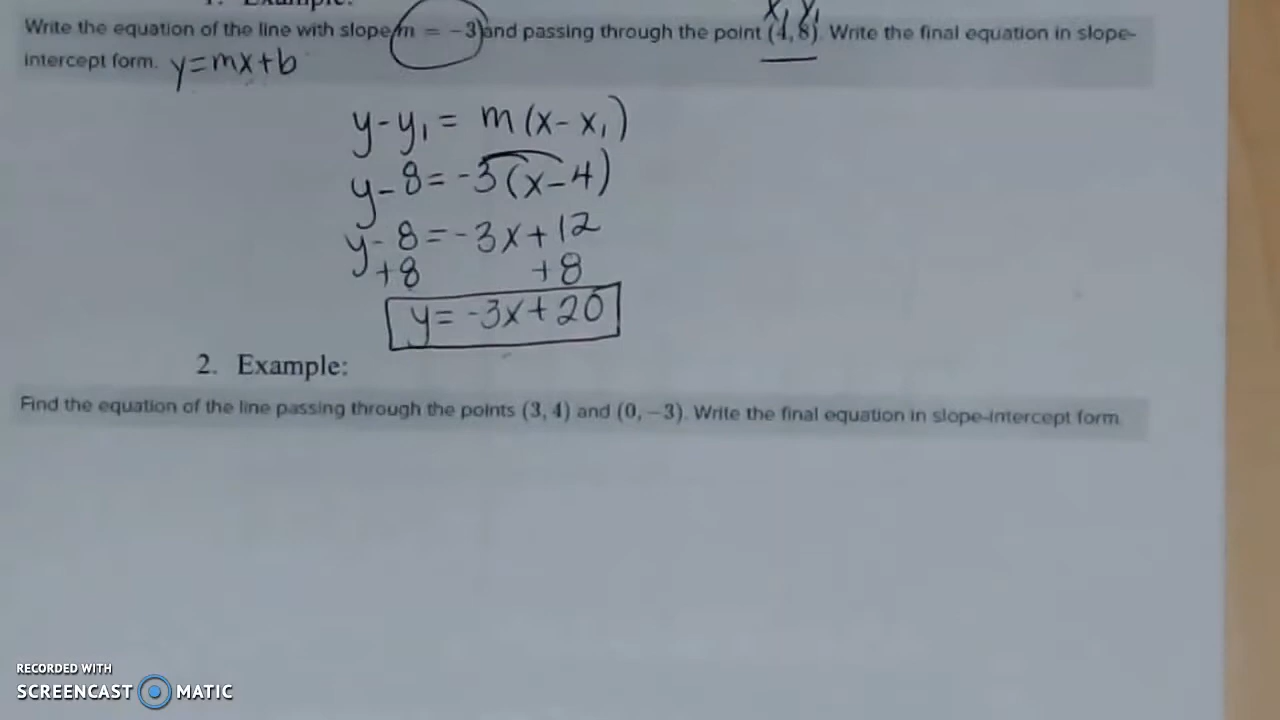 1. Example:
x₁ y₁
Write the equation of the line with slope m = −3 and passing through the point (4, 8). Write the final equation in slope-
intercept form. y=mx+b
y-y₁ = m(x-x₁)
y-8=-3(x-4)
y-8=-3x+12
+8 +8
y=-3x+20
2. Example:
Find the equation of the line passing through the points (3, 4) and (0, −3). Write the final equation in slope-intercept form.
RECORDED WITH
SCREENCAST MATIC